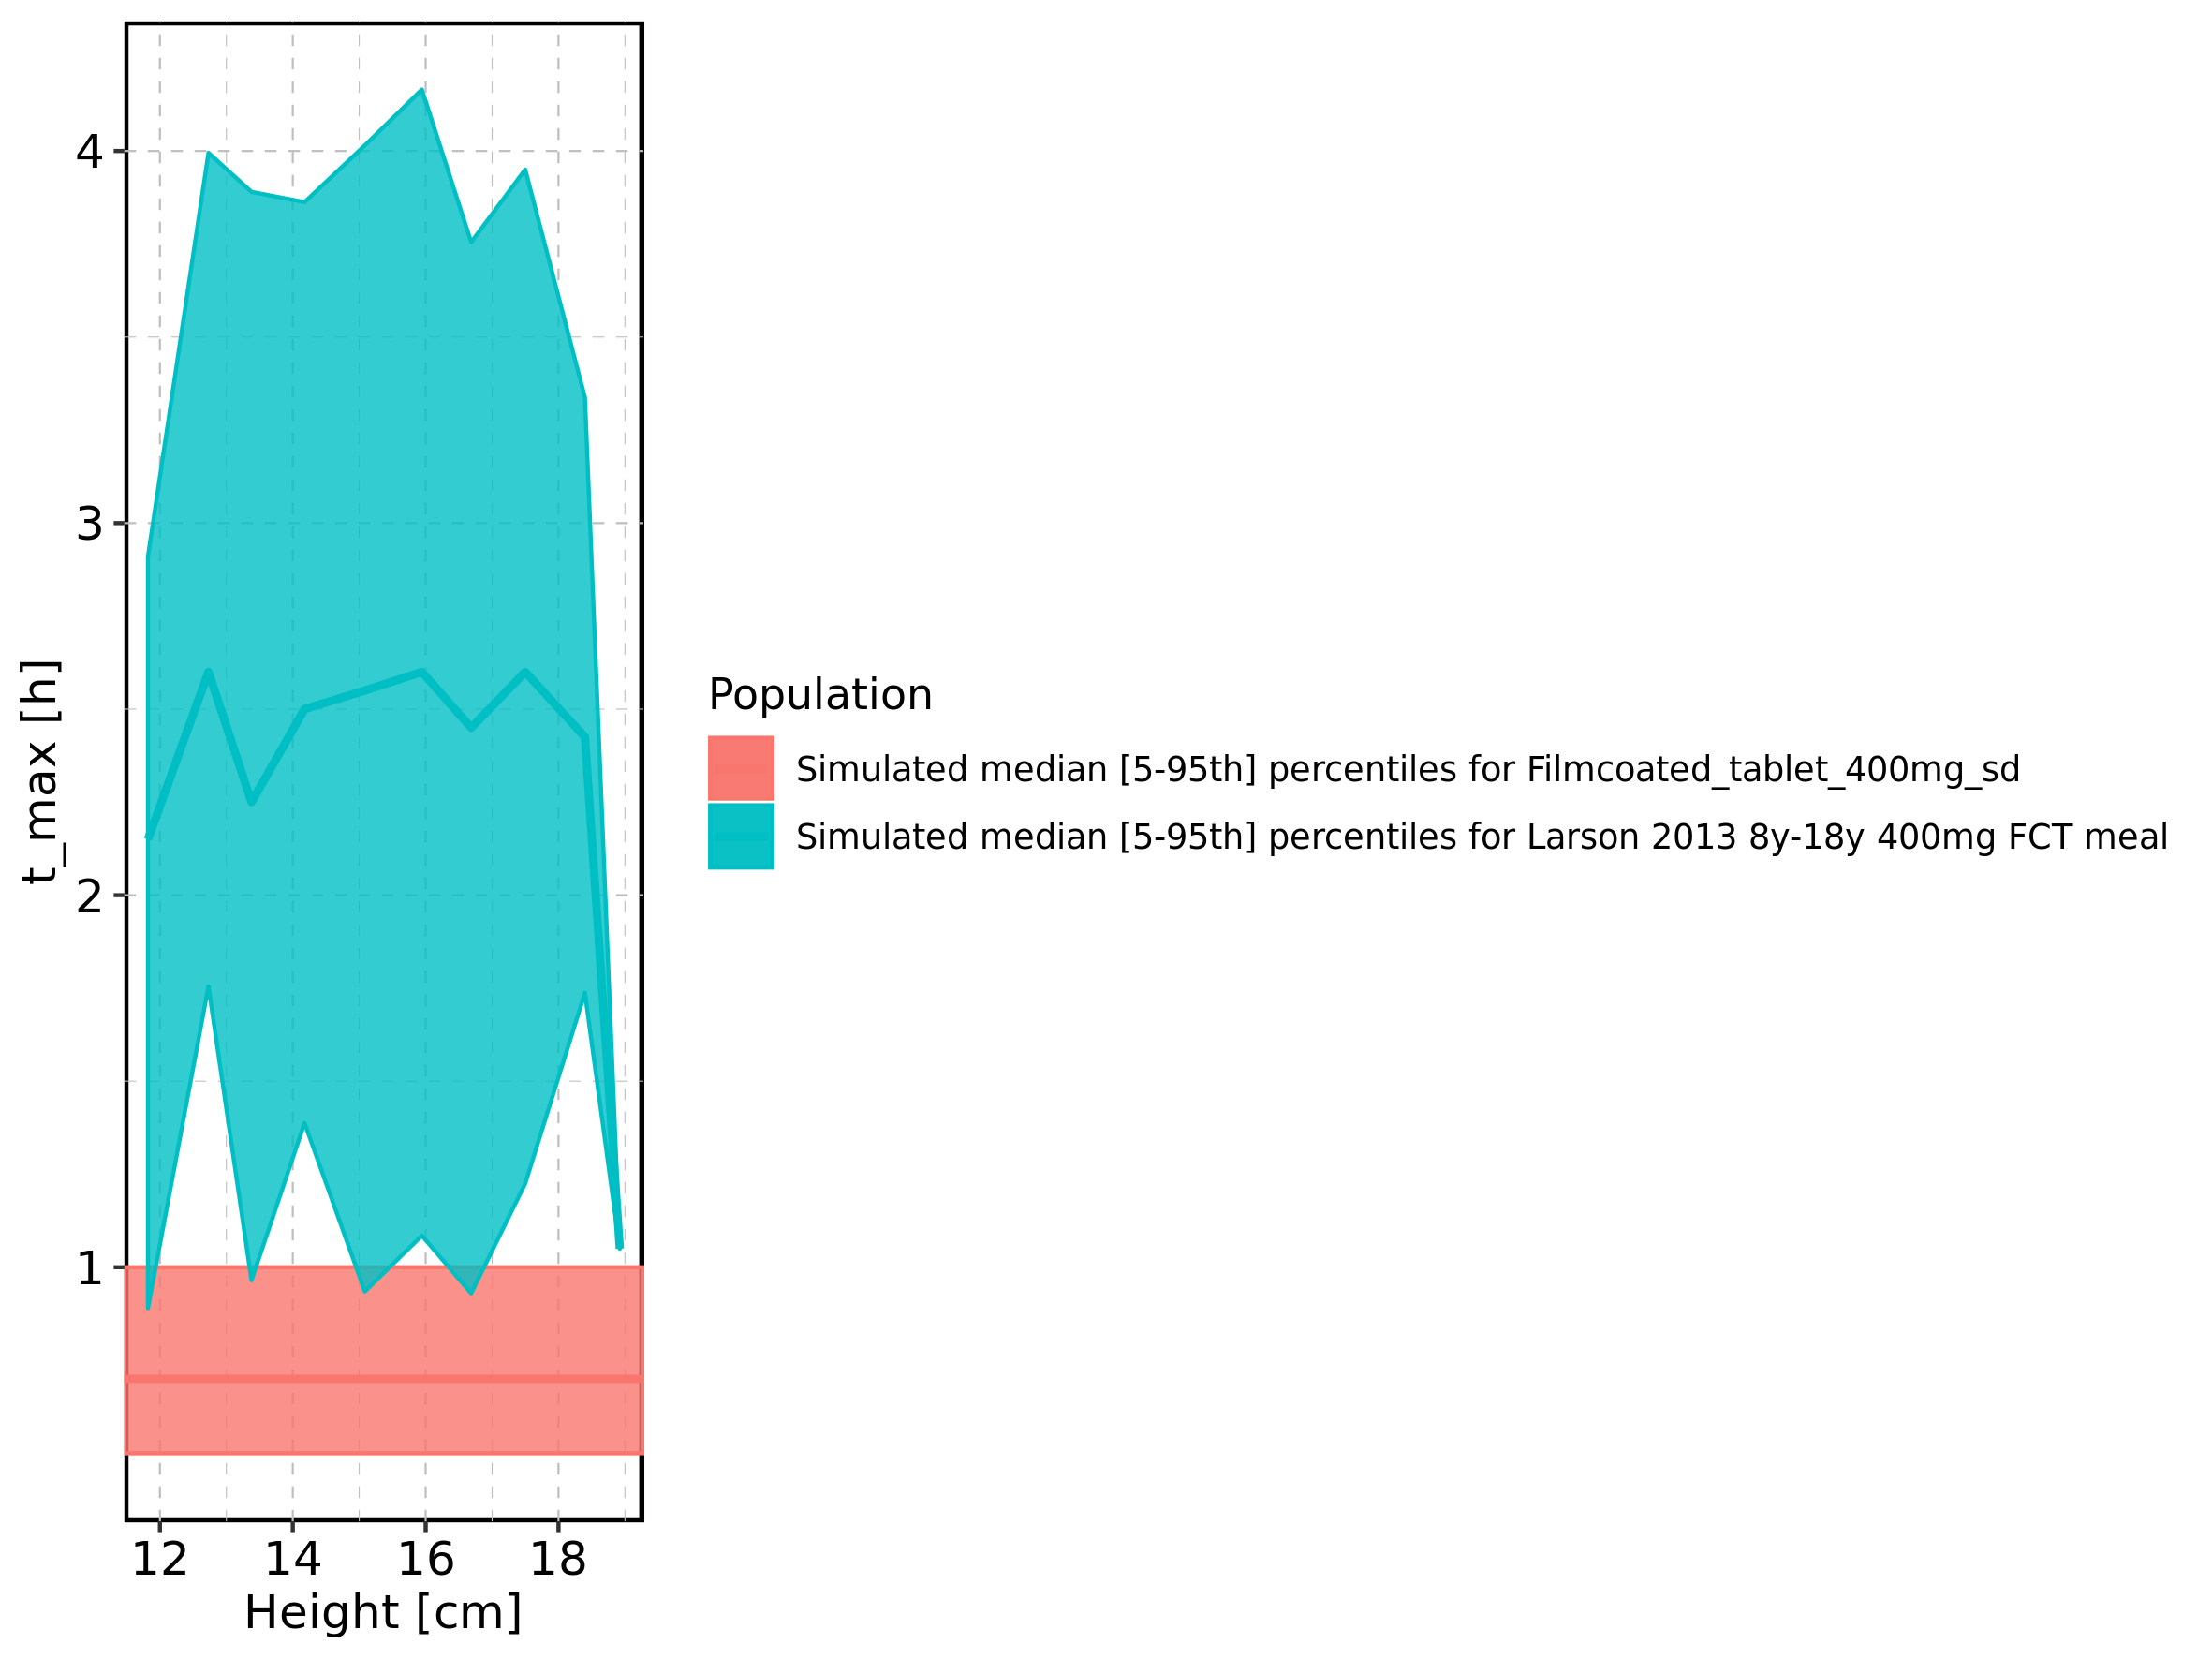 4
3
2
1
t_max [h]
12 14 16 18
Height [cm]
Population
Simulated median [5-95th] percentiles for Filmcoated_tablet_400mg_sd
Simulated median [5-95th] percentiles for Larson 2013 8y-18y 400mg FCT meal